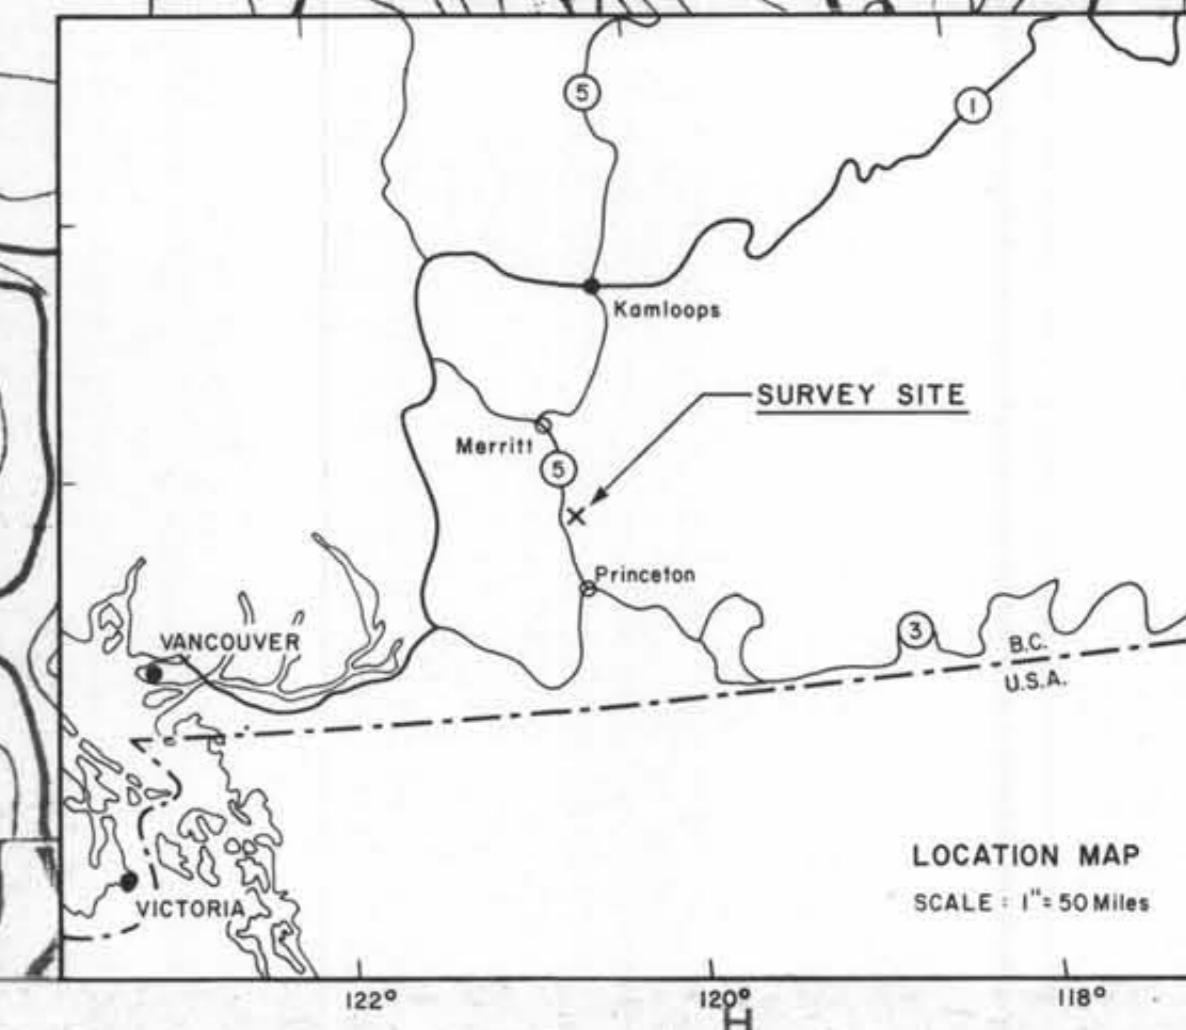 5
1
Kamloops
SURVEY SITE
Merritt
5
Princeton
3
VANCOUVER
B.C.
U.S.A.
LOCATION MAP
SCALE : 1" = 50 Miles
VICTORIA
122° 120° 118°